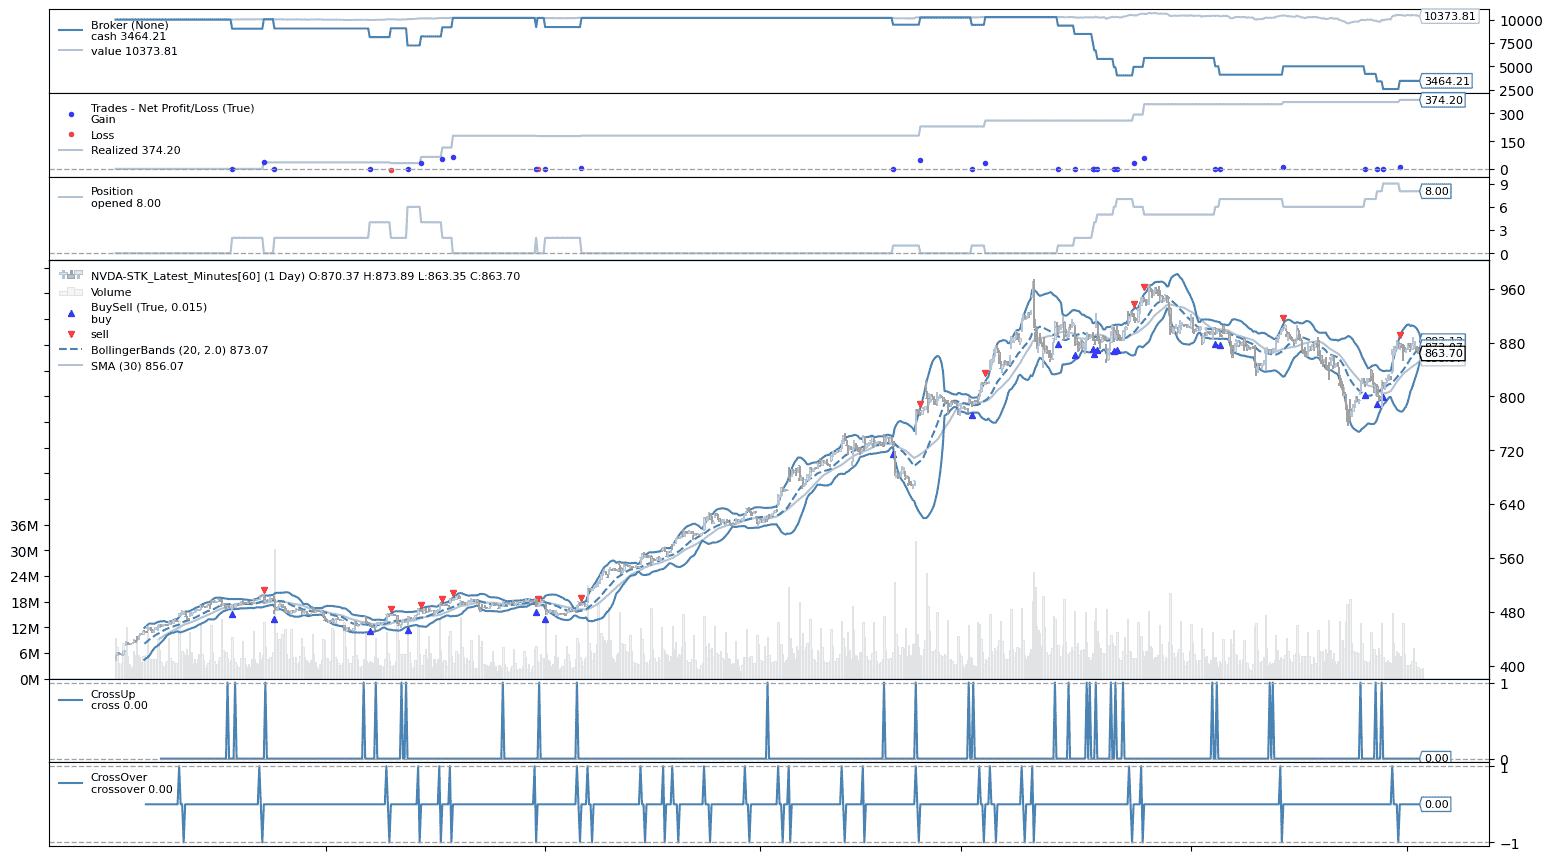 Broker (None)
cash 3464.21
value 10373.81
10373.81
10000
7500
5000
3464.21
2500
Trades - Net Profit/Loss (True)
Gain
Loss
Realized 374.20
374.20
300
150
0
Position
opened 8.00
9
8.00
6
3
0
NVDA-STK_Latest_Minutes[60] (1 Day) O:870.37 H:873.89 L:863.35 C:863.70
Volume
BuySell (True, 0.015)
buy
sell
BollingerBands (20, 2.0) 873.07
SMA (30) 856.07
960
880
863.70
800
720
640
560
480
400
36M
30M
24M
18M
12M
6M
0M
CrossUp
cross 0.00
1
0.00
0
CrossOver
crossover 0.00
1
0.00
−1